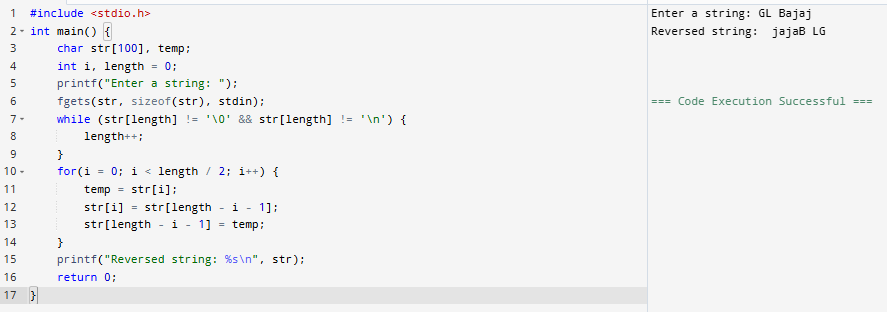 1 #include <stdio.h>
2 int main() {
3     char str[100], temp;
4     int i, length = 0;
5     printf("Enter a string: ");
6     fgets(str, sizeof(str), stdin);
7     while (str[length] != '\0' && str[length] != '\n') {
8         length++;
9     }
10     for(i = 0; i < length / 2; i++) {
11         temp = str[i];
12         str[i] = str[length - i - 1];
13         str[length - i - 1] = temp;
14     }
15     printf("Reversed string: %s\n", str);
16     return 0;
17 }
Enter a string: GL Bajaj
Reversed string:  jajaB LG
=== Code Execution Successful ===